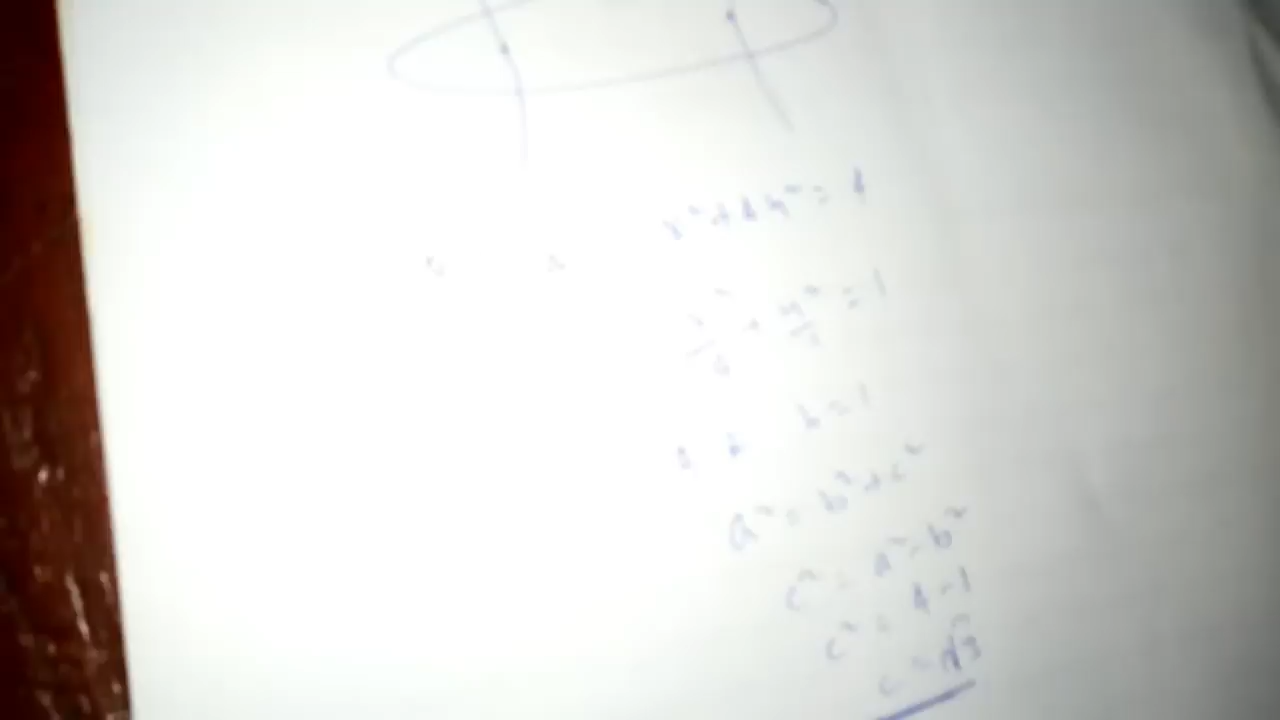 x² + 4y² = 4
x²/4 + y²/1 = 1
b = 1
a² = b² + c²
c² = a² - b²
c² = 4 - 1
c = √3